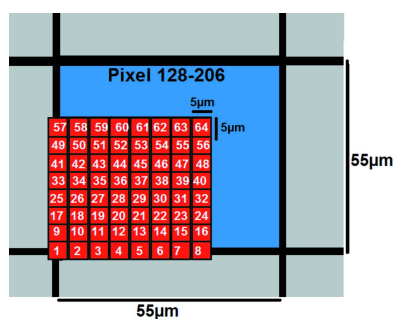 Pixel 128-206
5µm
57 58 59 60 61 62 63 64
5µm
49 50 51 52 53 54 55 56
41 42 43 44 45 46 47 48
55µm
33 34 35 36 37 38 39 40
25 26 27 28 29 30 31 32
17 18 19 20 21 22 23 24
9 10 11 12 13 14 15 16
1 2 3 4 5 6 7 8
55µm